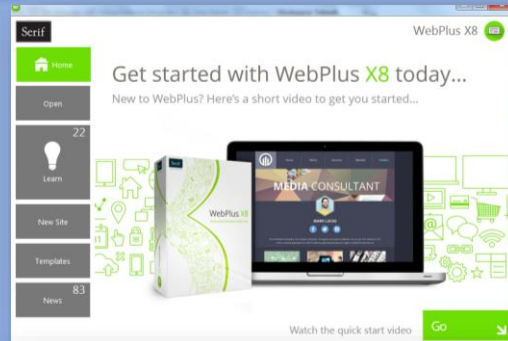 Serif
WebPlus X8
Home
Get started with WebPlus X8 today...
New to WebPlus? Here's a short video to get you started...
Open
22
Learn
Serif
WebPlus X8
MEDIA CONSULTANT
New Site
Templates
83
News
Watch the quick start video
Go